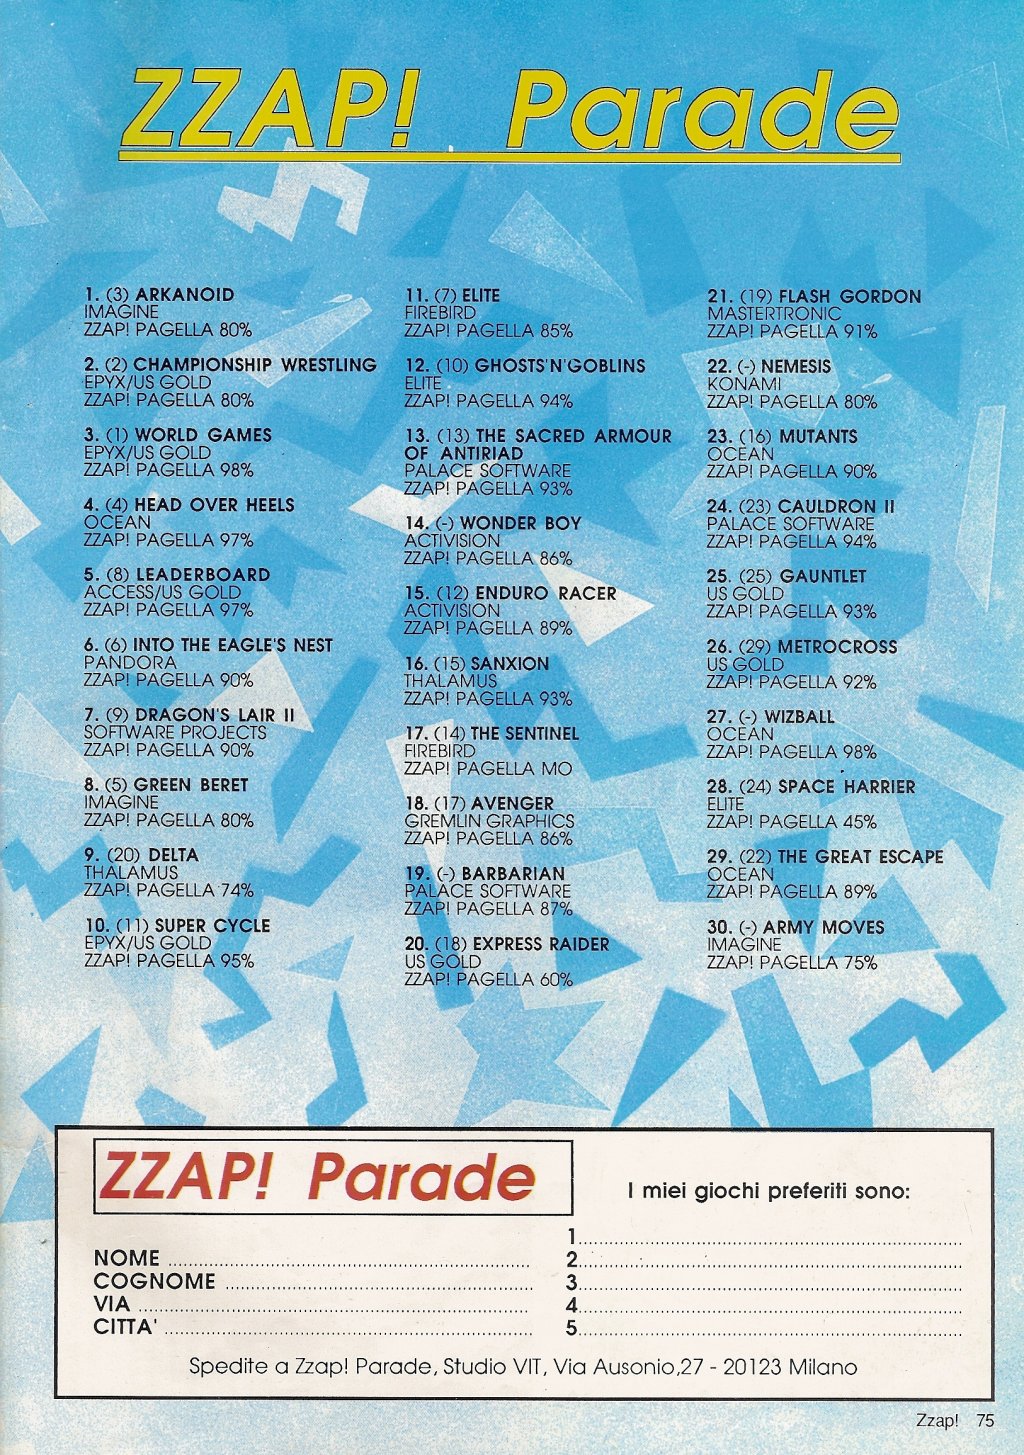 ZZAP! Parade
1. (3) ARKANOID
IMAGINE
ZZAP! PAGELLA 80%
2. (2) CHAMPIONSHIP WRESTLING
EPYX/US GOLD
ZZAP! PAGELLA 80%
3. (1) WORLD GAMES
EPYX/US GOLD
ZZAP! PAGELLA 98%
4. (4) HEAD OVER HEELS
OCEAN
ZZAP! PAGELLA 97%
5. (8) LEADERBOARD
ACCESS/US GOLD
ZZAP! PAGELLA 97%
6. (6) INTO THE EAGLE'S NEST
PANDORA
ZZAP! PAGELLA 90%
7. (9) DRAGON'S LAIR II
SOFTWARE PROJECTS
ZZAP! PAGELLA 90%
8. (5) GREEN BERET
IMAGINE
ZZAP! PAGELLA 80%
9. (20) DELTA
THALAMUS
ZZAP! PAGELLA 74%
10. (11) SUPER CYCLE
EPYX/US GOLD
ZZAP! PAGELLA 95%
11. (7) ELITE
FIREBIRD
ZZAP! PAGELLA 85%
12. (10) GHOSTS'N'GOBLINS
ELITE
ZZAP! PAGELLA 94%
13. (13) THE SACRED ARMOUR
OF ANTIRIAD
PALACE SOFTWARE
ZZAP! PAGELLA 93%
14. (-) WONDER BOY
ACTIVISION
ZZAP! PAGELLA 86%
15. (12) ENDURO RACER
ACTIVISION
ZZAP! PAGELLA 89%
16. (15) SANXION
THALAMUS
ZZAP! PAGELLA 93%
17. (14) THE SENTINEL
FIREBIRD
ZZAP! PAGELLA MO
18. (17) AVENGER
GREMLIN GRAPHICS
ZZAP! PAGELLA 86%
19. (-) BARBARIAN
PALACE SOFTWARE
ZZAP! PAGELLA 87%
20. (18) EXPRESS RAIDER
US GOLD
ZZAP! PAGELLA 60%
21. (19) FLASH GORDON
MASTERTRONIC
ZZAP! PAGELLA 91%
22. (-) NEMESIS
KONAMI
ZZAP! PAGELLA 80%
23. (16) MUTANTS
OCEAN
ZZAP! PAGELLA 90%
24. (23) CAULDRON II
PALACE SOFTWARE
ZZAP! PAGELLA 94%
25. (25) GAUNTLET
US GOLD
ZZAP! PAGELLA 93%
26. (29) METROCROSS
US GOLD
ZZAP! PAGELLA 92%
27. (-) WIZBALL
OCEAN
ZZAP! PAGELLA 98%
28. (24) SPACE HARRIER
ELITE
ZZAP! PAGELLA 45%
29. (22) THE GREAT ESCAPE
OCEAN
ZZAP! PAGELLA 89%
30. (-) ARMY MOVES
IMAGINE
ZZAP! PAGELLA 75%
ZZAP! Parade
NOME
COGNOME
VIA
CITTA'
I miei giochi preferiti sono:
1
2
3
4
5
Spedite a Zzap! Parade, Studio VIT, Via Ausonio,27 - 20123 Milano
Zzap! 75